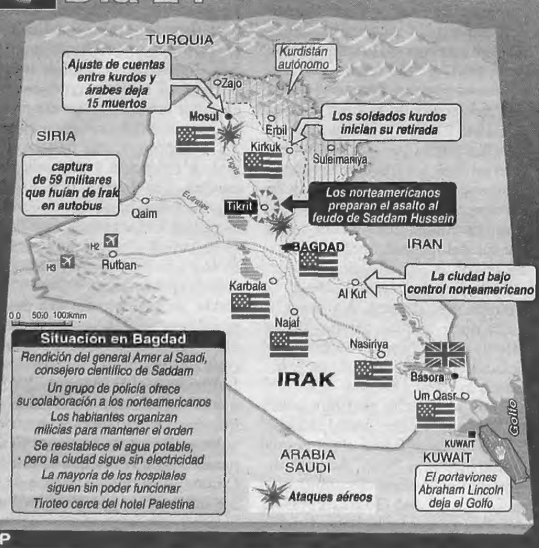 TURQUIA
Kurdistán
autónomo
Ajuste de cuentas
entre kurdos y
árabes deja
15 muertos
Zajo
Mosul
Erbil
Los soldados kurdos
inician su retirada
SIRIA
Kirkuk
Suleimaniya
Tigris
captura
de 59 militares
que huían de Irak
en autobus
Tikrit
Los norteamericanos
preparan el asalto al
feudo de Saddam Hussein
Qaim
Eufrates
BAGDAD
IRAN
H2
H3
Rutban
La ciudad bajo
control norteamericano
Karbala
Al Kut
0 50 100 kmm
Najaf
Situación en Bagdad
Rendición del general Amer al Saadi,
consejero científico de Saddam
Un grupo de policía ofrece
su colaboración a los norteamericanos
Los habitantes organizan
milicias para mantener el orden
Se reestablece el agua potable,
pero la ciudad sigue sin electricidad
La mayoría de los hospitales
siguen sin poder funcionar
Tiroteo cerca del hotel Palestina
Nasiriya
IRAK
Basora
Um Qasr
Golfo
KUWAIT
KUWAIT
ARABIA
SAUDI
El portaviones
Abraham Lincoln
deja el Golfo
Ataques aéreos
P